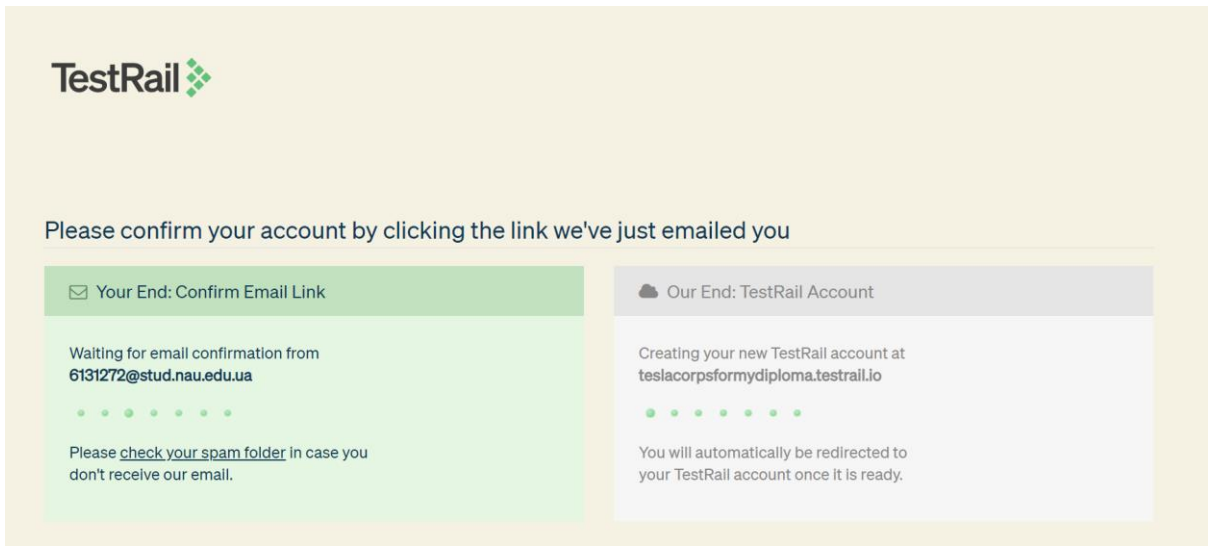 TestRail
Please confirm your account by clicking the link we've just emailed you
Your End: Confirm Email Link
Waiting for email confirmation from
6131272@stud.nau.edu.ua
Please check your spam folder in case you
don't receive our email.
Our End: TestRail Account
Creating your new TestRail account at
teslacorpsformydiploma.testrail.io
You will automatically be redirected to
your TestRail account once it is ready.